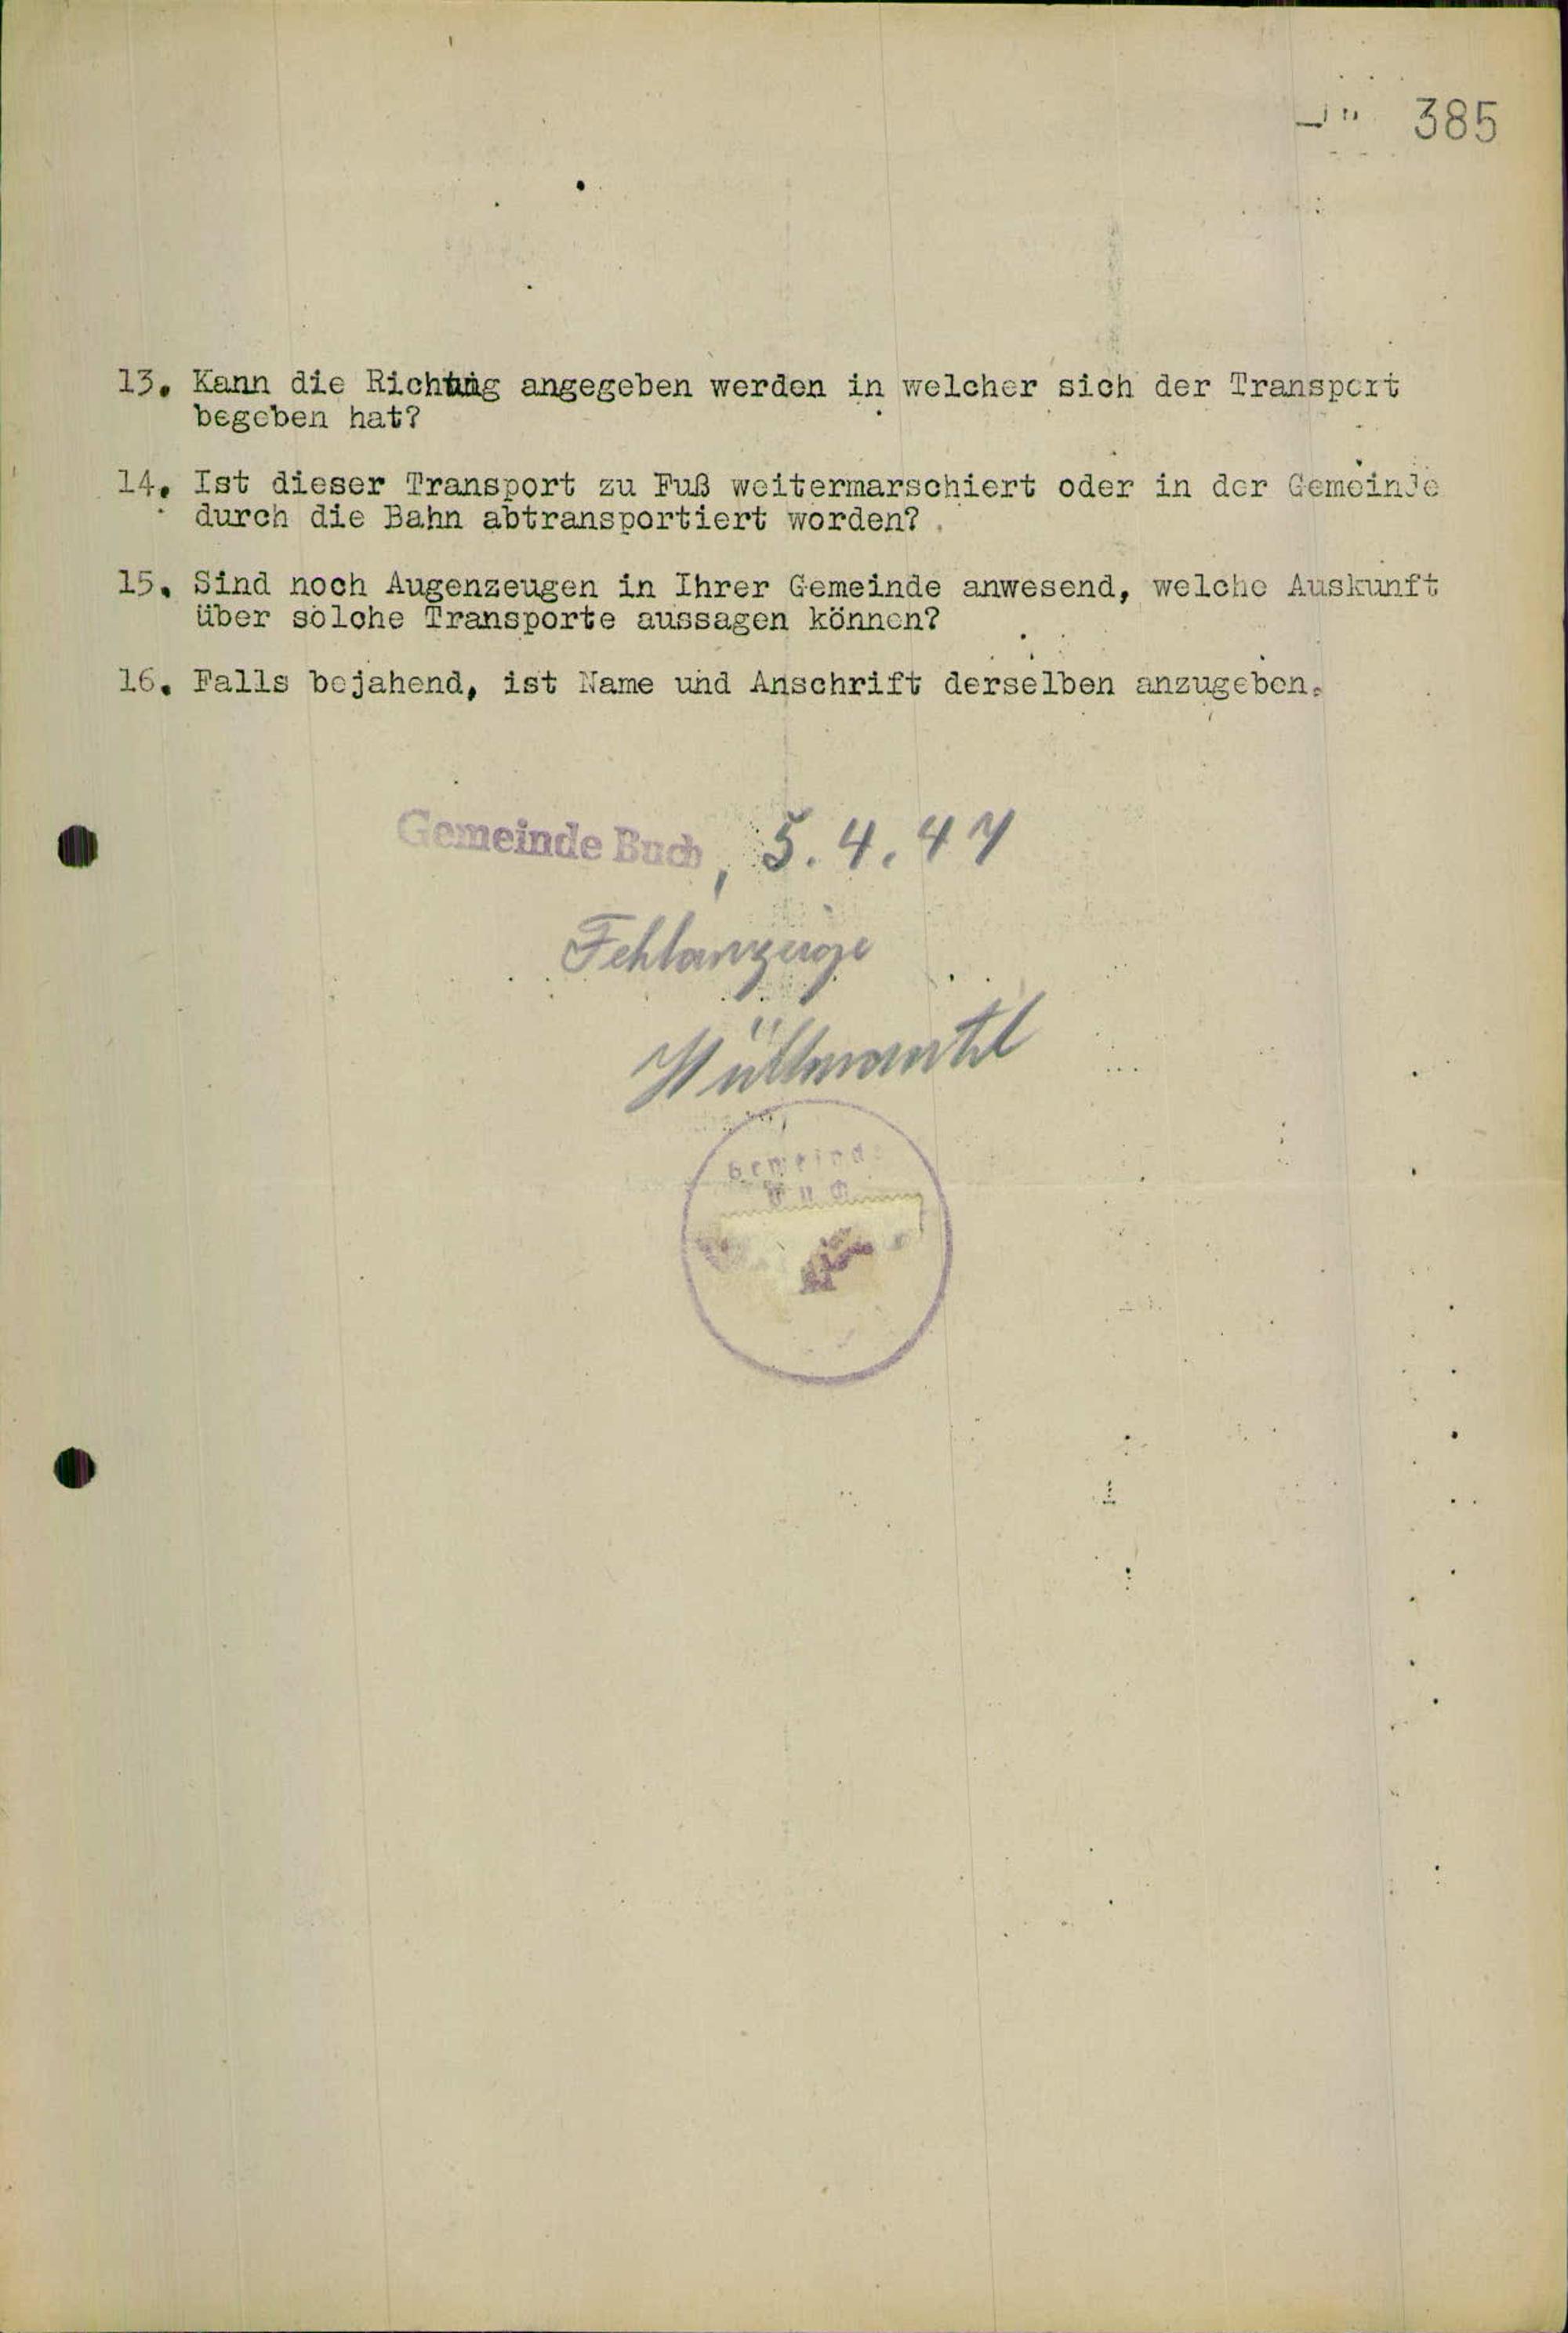 385
13. Kann die Richtung angegeben werden in welcher sich der Transport
begeben hat?
14. Ist dieser Transport zu Fuß weitermarschiert oder in der Gemeinde
durch die Bahn abtransportiert worden?
15. Sind noch Augenzeugen in Ihrer Gemeinde anwesend, welche Auskunft
über solche Transporte aussagen können?
16. Falls bejahend, ist Name und Anschrift derselben anzugeben.
Gemeinde Buch, 5.4.47
Fehlanzeige
Gemeinde